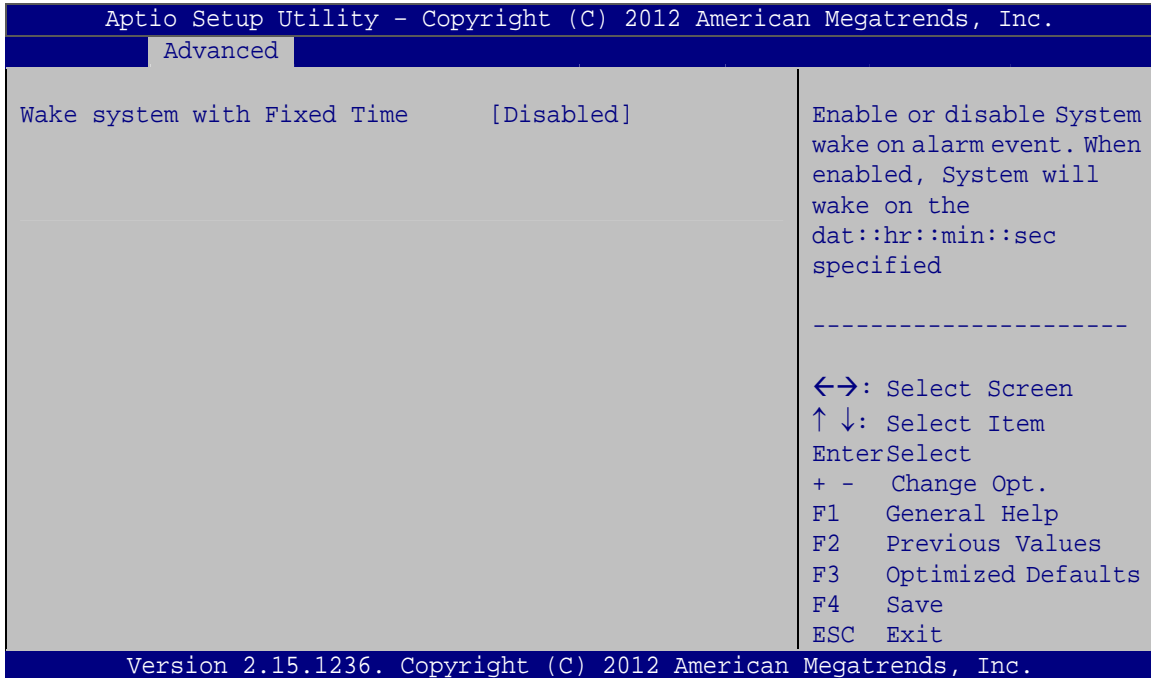 Aptio Setup Utility – Copyright (C) 2012 American Megatrends, Inc.
Advanced
Wake system with Fixed Time [Disabled]
Enable or disable System
wake on alarm event. When
enabled, System will
wake on the
dat::hr::min::sec
specified
----------------------
←→: Select Screen
↑ ↓: Select Item
EnterSelect
+ - Change Opt.
F1 General Help
F2 Previous Values
F3 Optimized Defaults
F4 Save
ESC Exit
Version 2.15.1236. Copyright (C) 2012 American Megatrends, Inc.